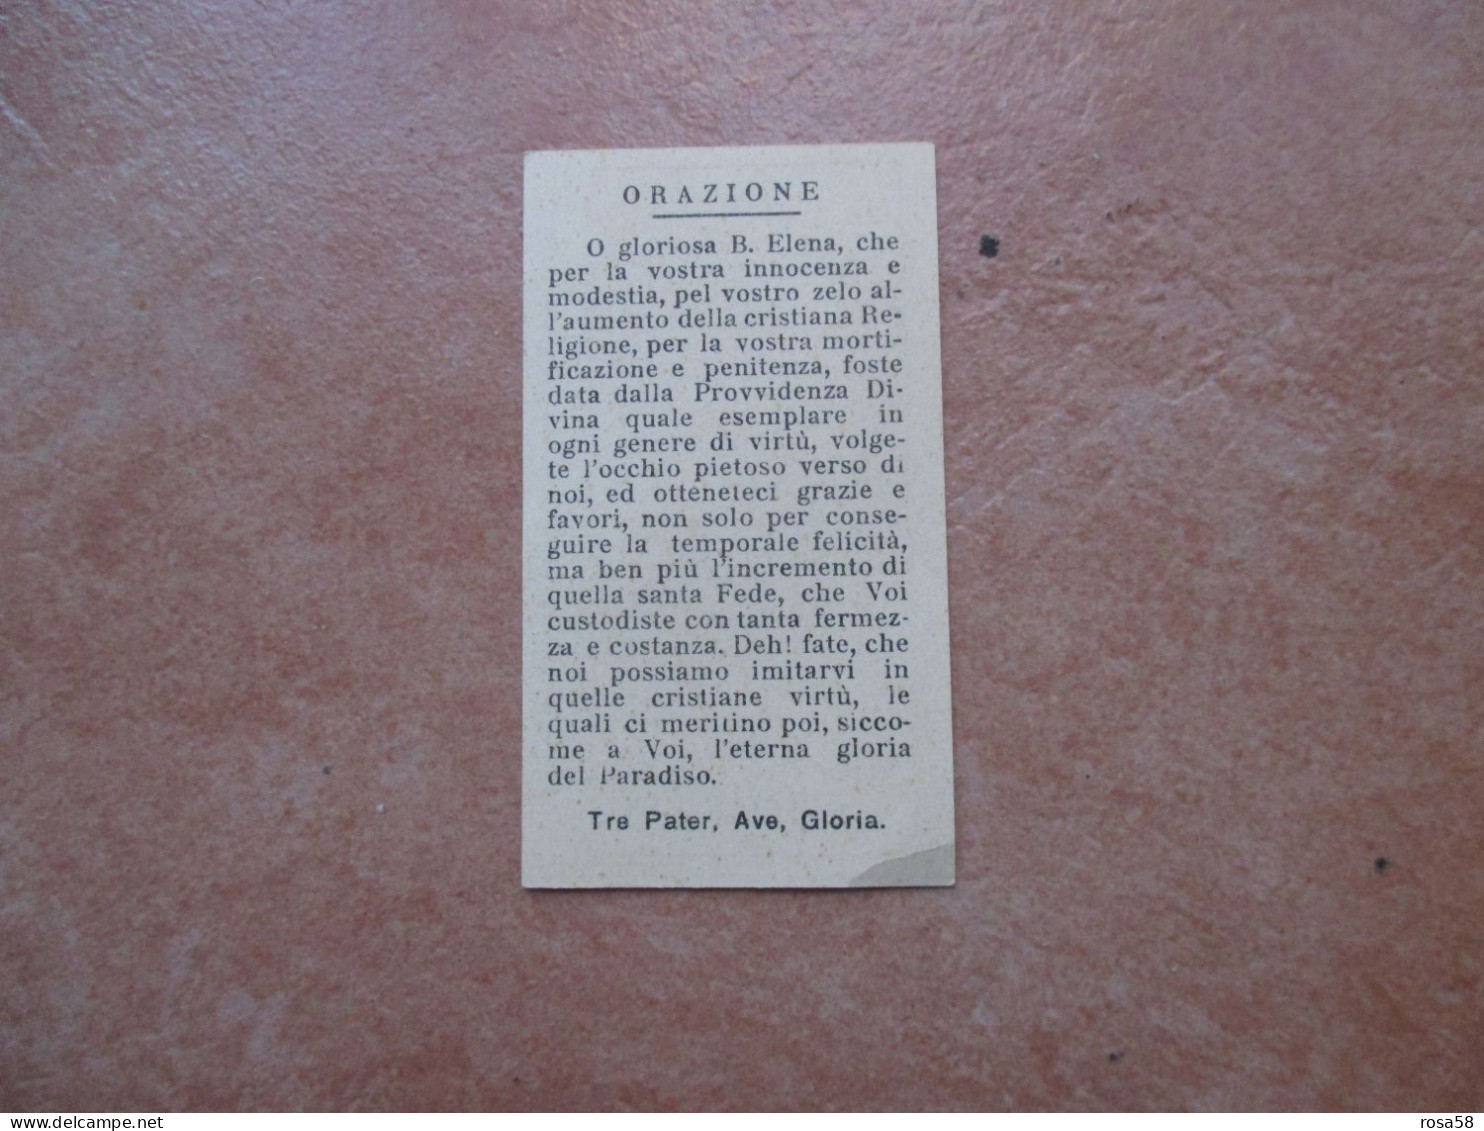 ORAZIONE
O gloriosa B. Elena, che
per la vostra innocenza e
modestia, pel vostro zelo al-
l'aumento della cristiana Re-
ligione, per la vostra morti-
ficazione e penitenza, foste
data dalla Provvidenza Di-
vina quale esemplare in
ogni genere di virtù, volge-
te l'occhio pietoso verso di
noi, ed otteneteci grazie e
favori, non solo per conse-
guire la temporale felicità,
ma ben più l'incremento di
quella santa Fede, che Voi
custodiste con tanta fermez-
za e costanza. Deh! fate, che
noi possiamo imitarvi in
quelle cristiane virtù, le
quali ci meritino poi, sicco-
me a Voi, l'eterna gloria
del Paradiso.
Tre Pater, Ave, Gloria.
delcampe.net
rosa58